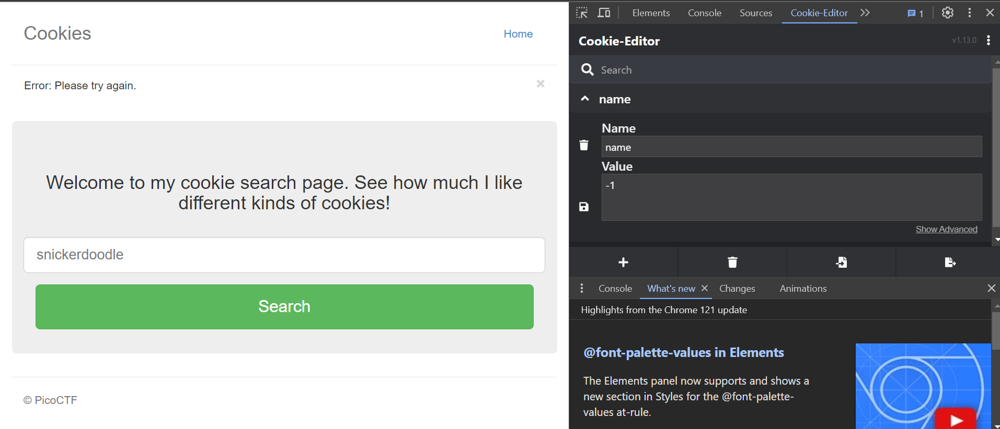 Cookies
Home
Error: Please try again.
×
Welcome to my cookie search page. See how much I like
different kinds of cookies!
snickerdoodle
Search
© PicoCTF
Elements Console Sources Cookie-Editor 1
Cookie-Editor
v1.13.0
Search
name
Name
name
Value
-1
Show Advanced
Console What's new Changes Animations
Highlights from the Chrome 121 update
@font-palette-values in Elements
The Elements panel now supports and shows a
new section in Styles for the @font-palette-
values at-rule.